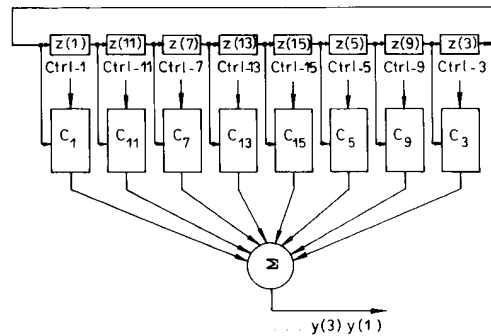 z(1) z(11) z(7) z(13) z(15) z(5) z(9) z(3)
Ctrl-1 Ctrl-11 Ctrl-7 Ctrl-13 Ctrl-15 Ctrl-5 Ctrl-9 Ctrl-3
C1 C11 C7 C13 C15 C5 C9 C3
Σ
... y(3) y(1)